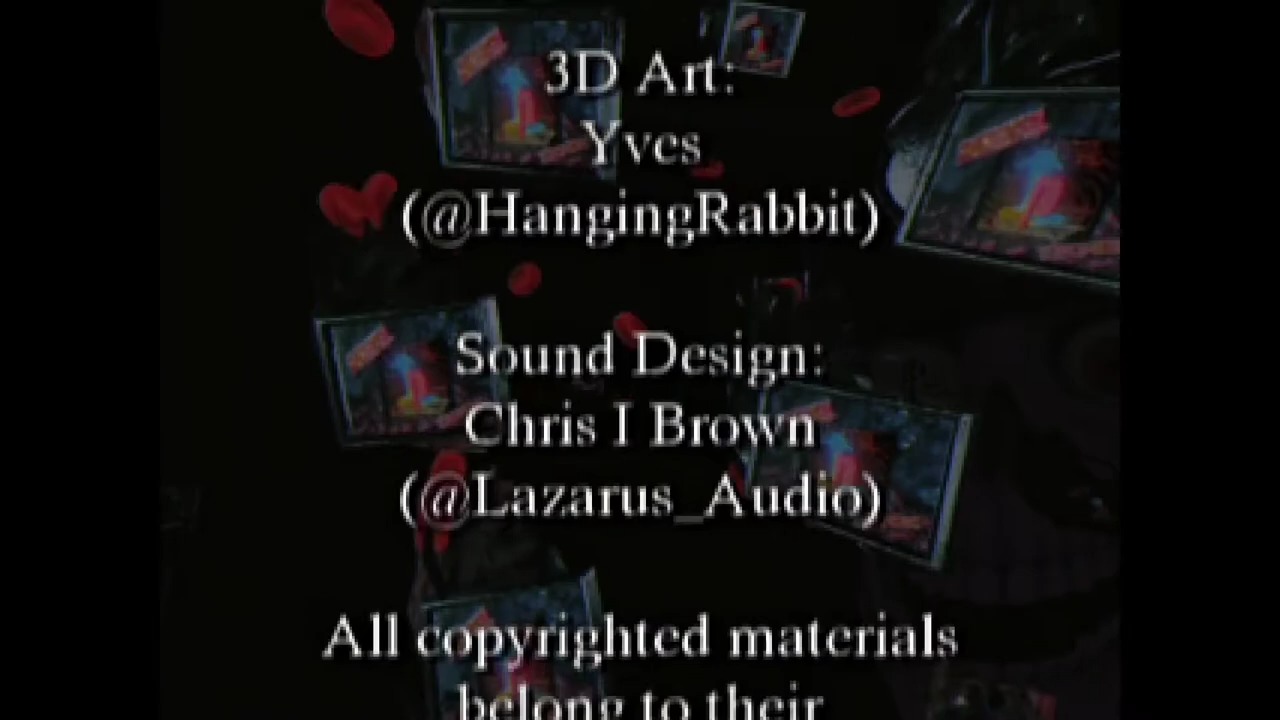 3D Art:
Yves
(@HangingRabbit)
Sound Design:
Chris I Brown
(@Lazarus_Audio)
All copyrighted materials
belong to their